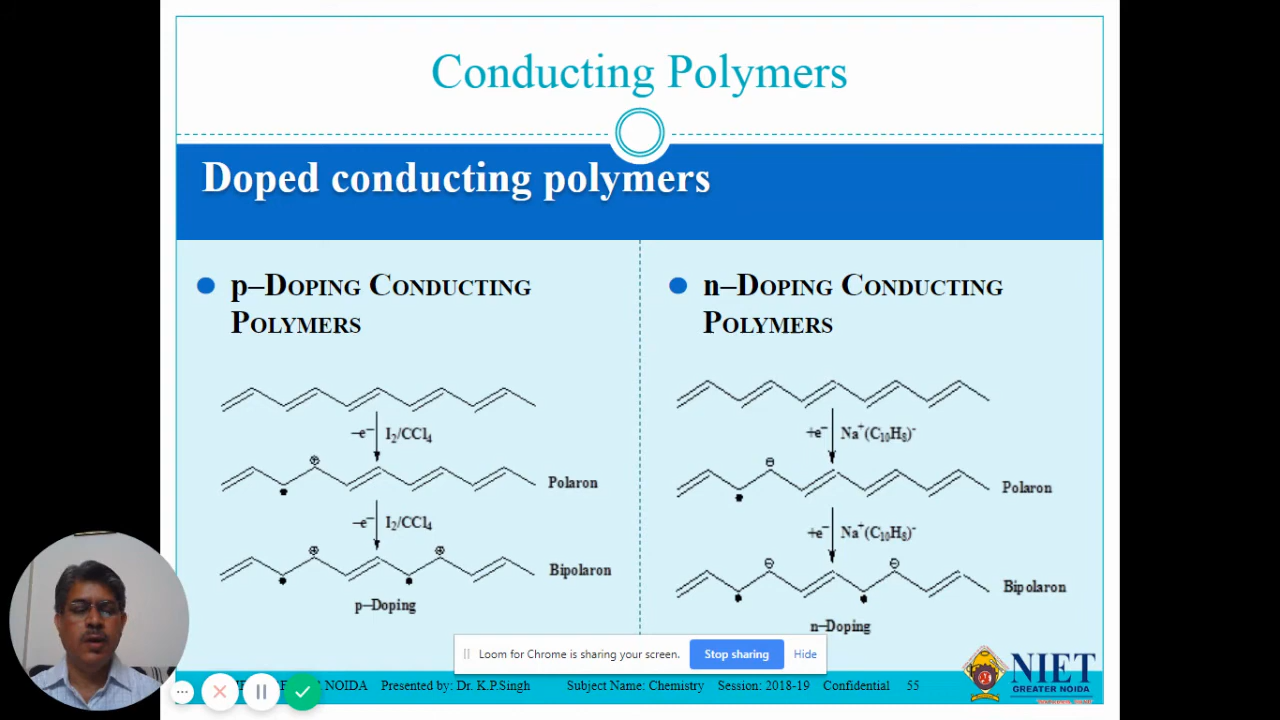 Conducting Polymers
Doped conducting polymers
p–Doping Conducting
Polymers
–e⁻ I₂/CCl₄
⊕
Polaron
–e⁻ I₂/CCl₄
⊕ ⊕
Bipolaron
p–Doping
n–Doping Conducting
Polymers
+e⁻ Na⁺(C₁₀H₈)⁻
⊖
Polaron
+e⁻ Na⁺(C₁₀H₈)⁻
⊖ ⊖
Bipolaron
n–Doping
Loom for Chrome is sharing your screen. Stop sharing Hide
NOIDA Presented by: Dr. K.P.Singh Subject Name: Chemistry Session: 2018-19 Confidential 55
NIET
GREATER NOIDA